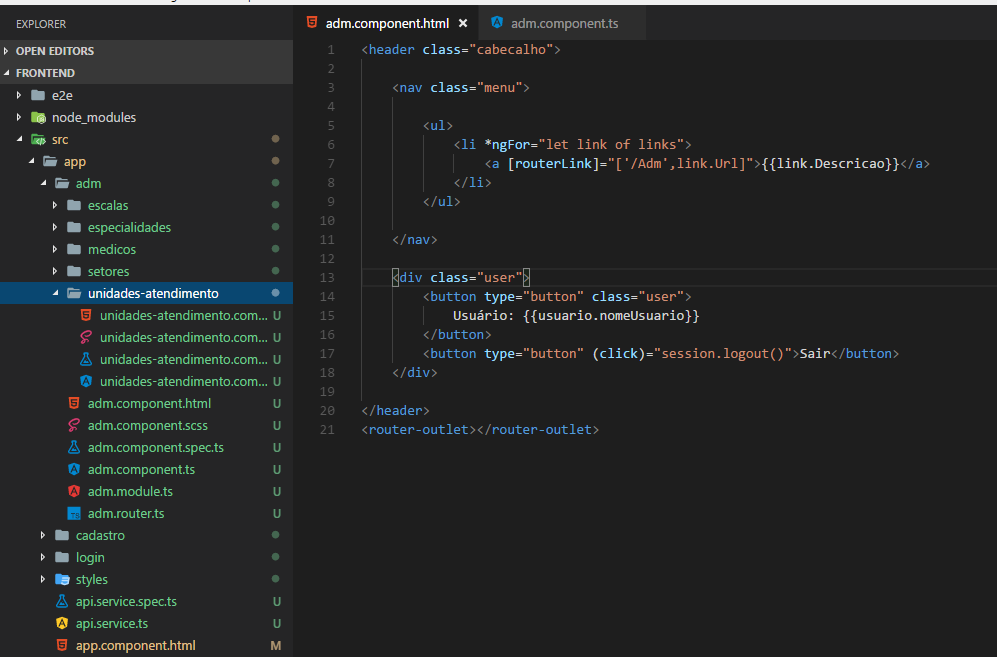 EXPLORER
OPEN EDITORS
FRONTEND
e2e
node_modules
src
app
adm
escalas
especialidades
medicos
setores
unidades-atendimento
unidades-atendimento.com... U
unidades-atendimento.com... U
unidades-atendimento.com... U
unidades-atendimento.com... U
adm.component.html U
adm.component.scss U
adm.component.spec.ts U
adm.component.ts U
adm.module.ts U
TS adm.router.ts U
cadastro
login
styles
api.service.spec.ts U
api.service.ts U
app.component.html M
adm.component.html × adm.component.ts
1 <header class="cabecalho">
2
3 <nav class="menu">
4
5 <ul>
6 <li *ngFor="let link of links">
7 <a [routerLink]="['/Adm',link.Url]">{{link.Descricao}}</a>
8 </li>
9 </ul>
10
11 </nav>
12
13 <div class="user">
14 <button type="button" class="user">
15 Usuário: {{usuario.nomeUsuario}}
16 </button>
17 <button type="button" (click)="session.logout()">Sair</button>
18 </div>
19
20 </header>
21 <router-outlet></router-outlet>